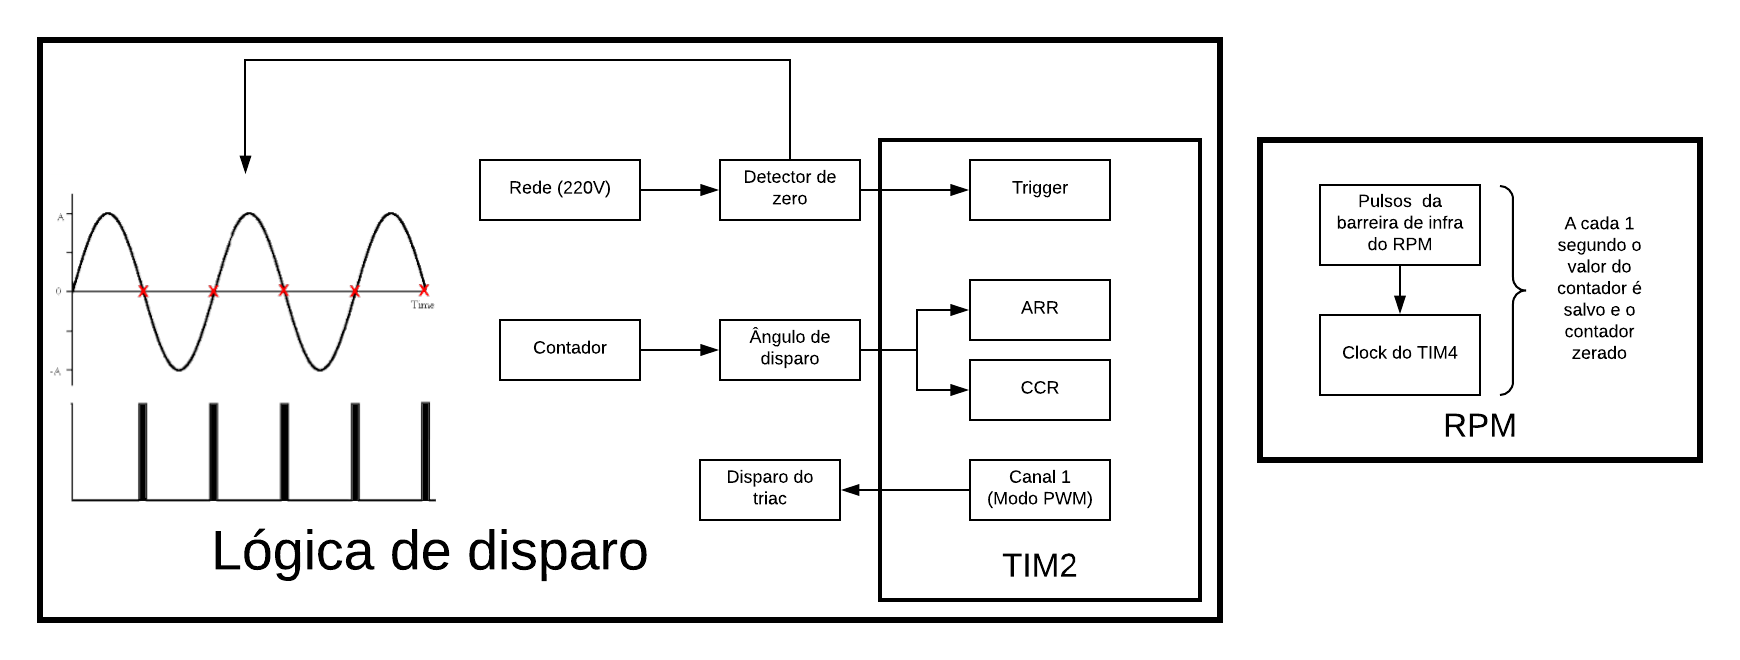 A
0
-A
Time
Lógica de disparo
Rede (220V)
Detector de
zero
Trigger
Contador
Ângulo de
disparo
ARR
CCR
Disparo do
triac
Canal 1
(Modo PWM)
TIM2
Pulsos  da
barreira de infra
do RPM
Clock do TIM4
A cada 1
segundo o
valor do
contador é
salvo e o
contador
zerado
RPM